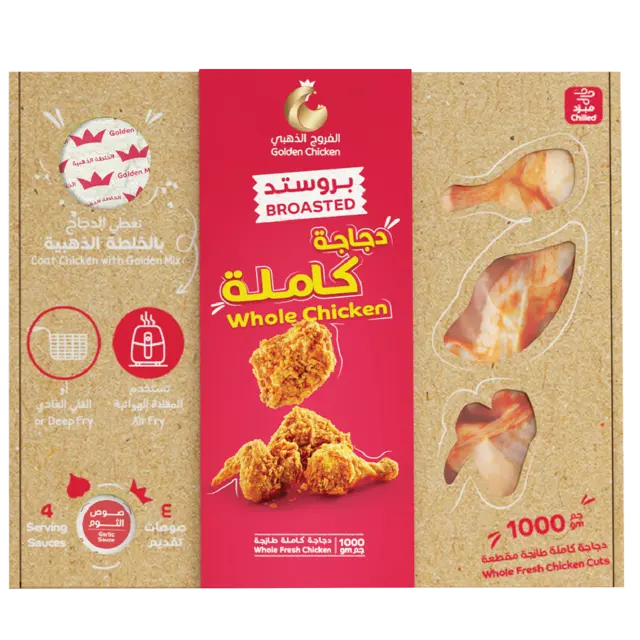 الفروج الذهبي
Golden Chicken
بروستد
BROASTED
دجاجة
كاملة
Whole Chicken
دجاجة كاملة طازجة
Whole Fresh Chicken
1000
جم gm
دجاج
مبرد
Chilled
Golden
الخلطة الذهبية
Golden M
نغطي الدجاج
بالخلطة الذهبية
Coat Chicken with Golden Mix
تستخدم
المقلاة الهوائية
Air Fry
أو
القلي العادي
or Deep Fry
4
Serving
Sauces
صوص
الثوم
Garlic
Sauce
٤
صوصات
تقديم
1000 جم
gm
دجاجة كاملة طازجة مقطعة
Whole Fresh Chicken Cuts